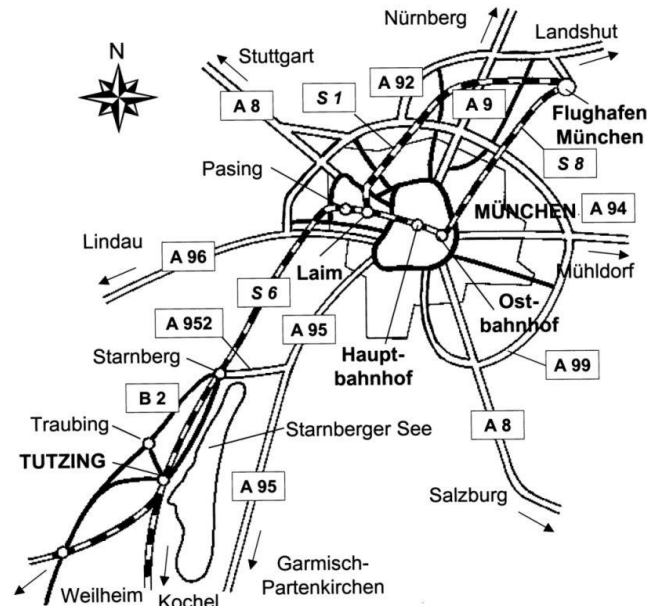 Nürnberg
Landshut
N
Stuttgart
A 92
S 1
A 9
A 8
Flughafen
München
S 8
Pasing
MÜNCHEN
A 94
Lindau
A 96
Laim
Mühldorf
S 6
Ost-
bahnhof
A 952
A 95
Haupt-
bahnhof
A 99
Starnberg
B 2
Traubing
Starnberger See
A 8
TUTZING
A 95
Salzburg
Garmisch-
Partenkirchen
Weilheim
Kochel